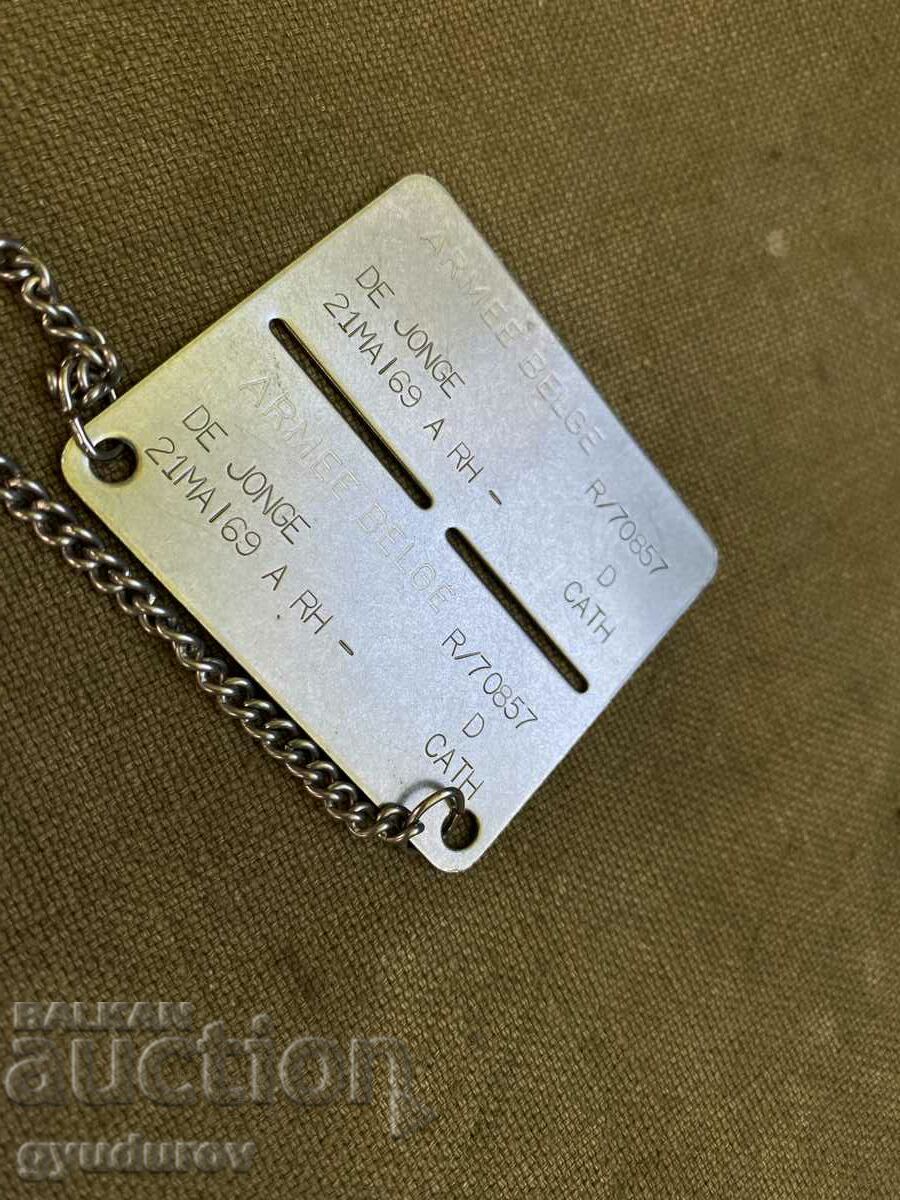 ARMEE BELGE
DE JONGE R/70857
21MAI69 A RH - D CATH
ARMEE BELGE
DE JONGE R/70857
21MAI69 A RH - D CATH
BALKAN
auction
gyudurov